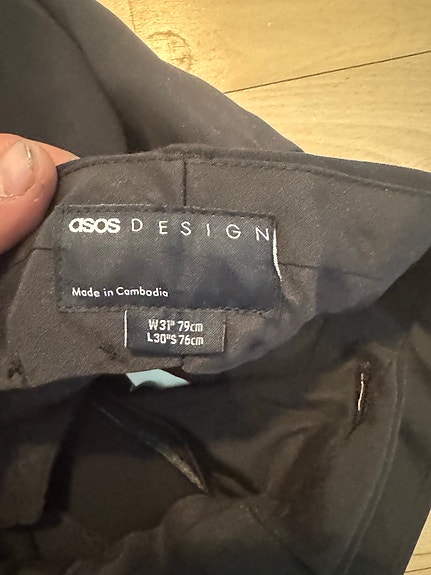 asos DESIGN
Made in Cambodia
W31" 79cm
L30"S 76cm